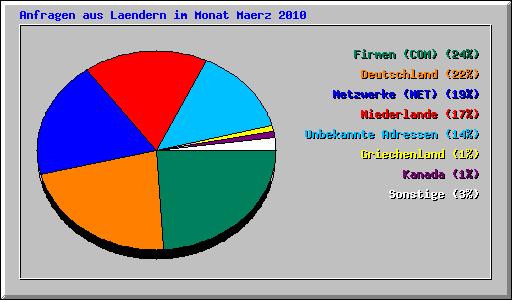 Anfragen aus Laendern im Monat Maerz 2010
Firmen (COM) (24%)
Deutschland (22%)
Netzwerke (NET) (19%)
Niederlande (17%)
Unbekannte Adressen (14%)
Griechenland (1%)
Kanada (1%)
Sonstige (3%)